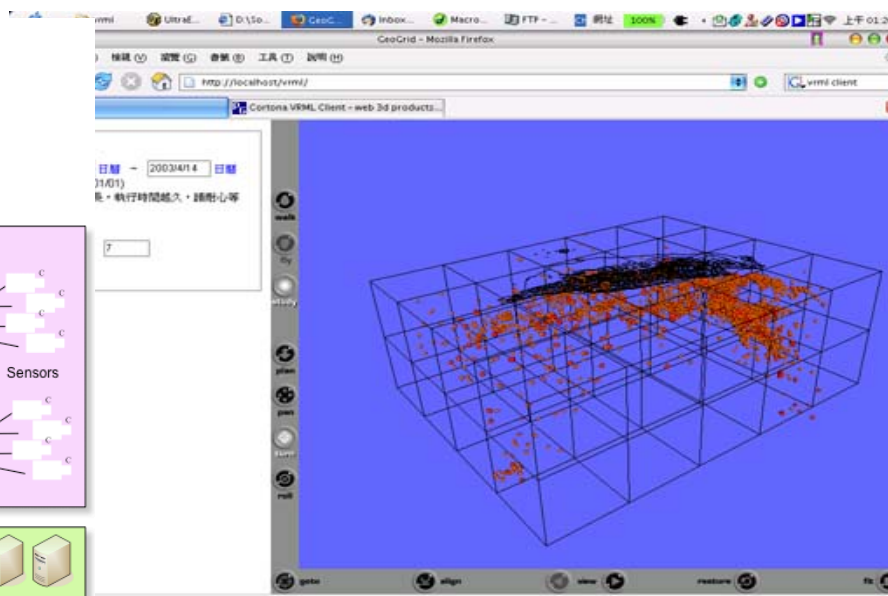 vrml
UltraE...
D:\So...
GeoG...
Inbox...
Macro...
FTP - ...
網址
100%
上午 01:2
GeoGrid - Mozilla Firefox
檢視 (V) 瀏覽 (G) 書籤 (B) 工具 (T) 說明 (H)
http://localhost/vrml/
vrml client
Cortona VRML Client - web 3d products...
日曆 ~ 2003/4/14 日曆
01/01)
長，執行時間越久，請耐心等
7
walk
fly
study
plan
pan
turn
roll
goto
align
view
restore
fit
C
C
C
C
Sensors
C
C
C
C